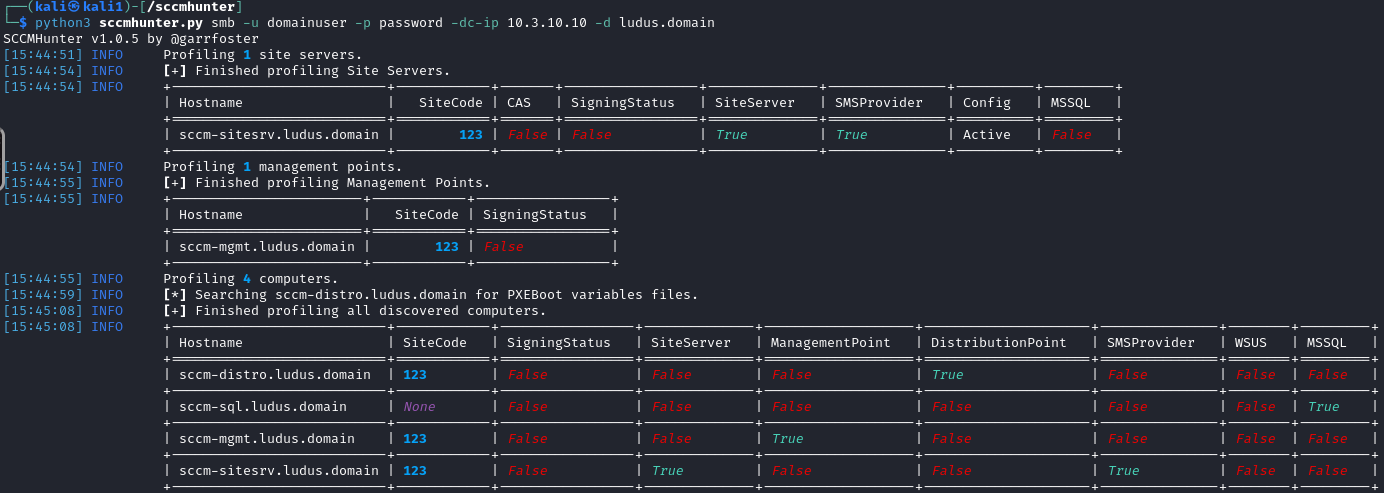 ┌──(kali㉿kali1)-[/sccmhunter]
└─$ python3 sccmhunter.py smb -u domainuser -p password -dc-ip 10.3.10.10 -d ludus.domain
SCCMHunter v1.0.5 by @garrfoster
[15:44:51] INFO Profiling 1 site servers.
[15:44:54] INFO [+] Finished profiling Site Servers.
[15:44:54] INFO
| Hostname | SiteCode | CAS | SigningStatus | SiteServer | SMSProvider | Config | MSSQL |
| sccm-sitesrv.ludus.domain | 123 | False | False | True | True | Active | False |
[15:44:54] INFO Profiling 1 management points.
[15:44:55] INFO [+] Finished profiling Management Points.
[15:44:55] INFO
| Hostname | SiteCode | SigningStatus |
| sccm-mgmt.ludus.domain | 123 | False |
[15:44:55] INFO Profiling 4 computers.
[15:44:59] INFO [*] Searching sccm-distro.ludus.domain for PXEBoot variables files.
[15:45:08] INFO [+] Finished profiling all discovered computers.
[15:45:08] INFO
| Hostname | SiteCode | SigningStatus | SiteServer | ManagementPoint | DistributionPoint | SMSProvider | WSUS | MSSQL |
| sccm-distro.ludus.domain | 123 | False | False | False | True | False | False | False |
| sccm-sql.ludus.domain | None | False | False | False | False | False | False | True |
| sccm-mgmt.ludus.domain | 123 | False | False | True | False | False | False | False |
| sccm-sitesrv.ludus.domain | 123 | False | True | False | False | True | False | False |